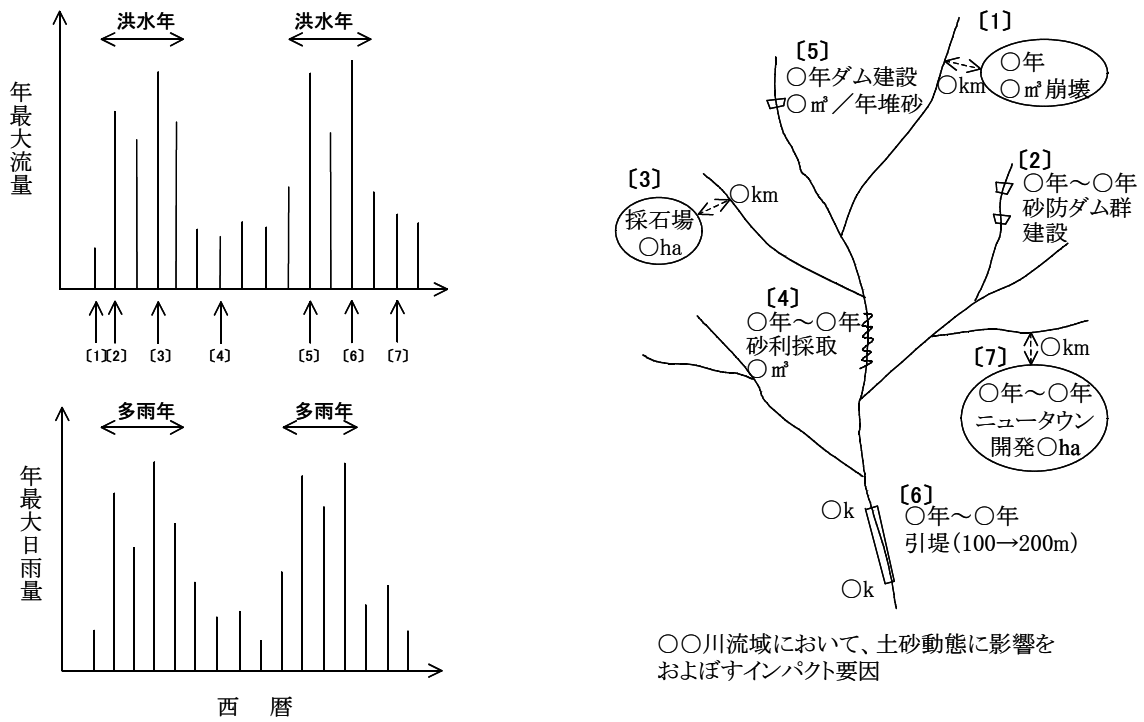 洪水年
洪水年
年最大流量
〔1〕
〔2〕
〔3〕
〔4〕
〔5〕
〔6〕
〔7〕
多雨年
多雨年
年最大日雨量
西 暦
〔1〕
○年
○㎥崩壊
○km
〔5〕
○年ダム建設
○㎥／年堆砂
〔2〕
○年～○年
砂防ダム群
建設
〔3〕
○km
採石場
○ha
〔4〕
○年～○年
砂利採取
○㎥
○km
〔7〕
○年～○年
ニュータウン
開発○ha
〔6〕
○k
○年～○年
引堤(100→200m)
○k
○○川流域において、土砂動態に影響を
およぼすインパクト要因